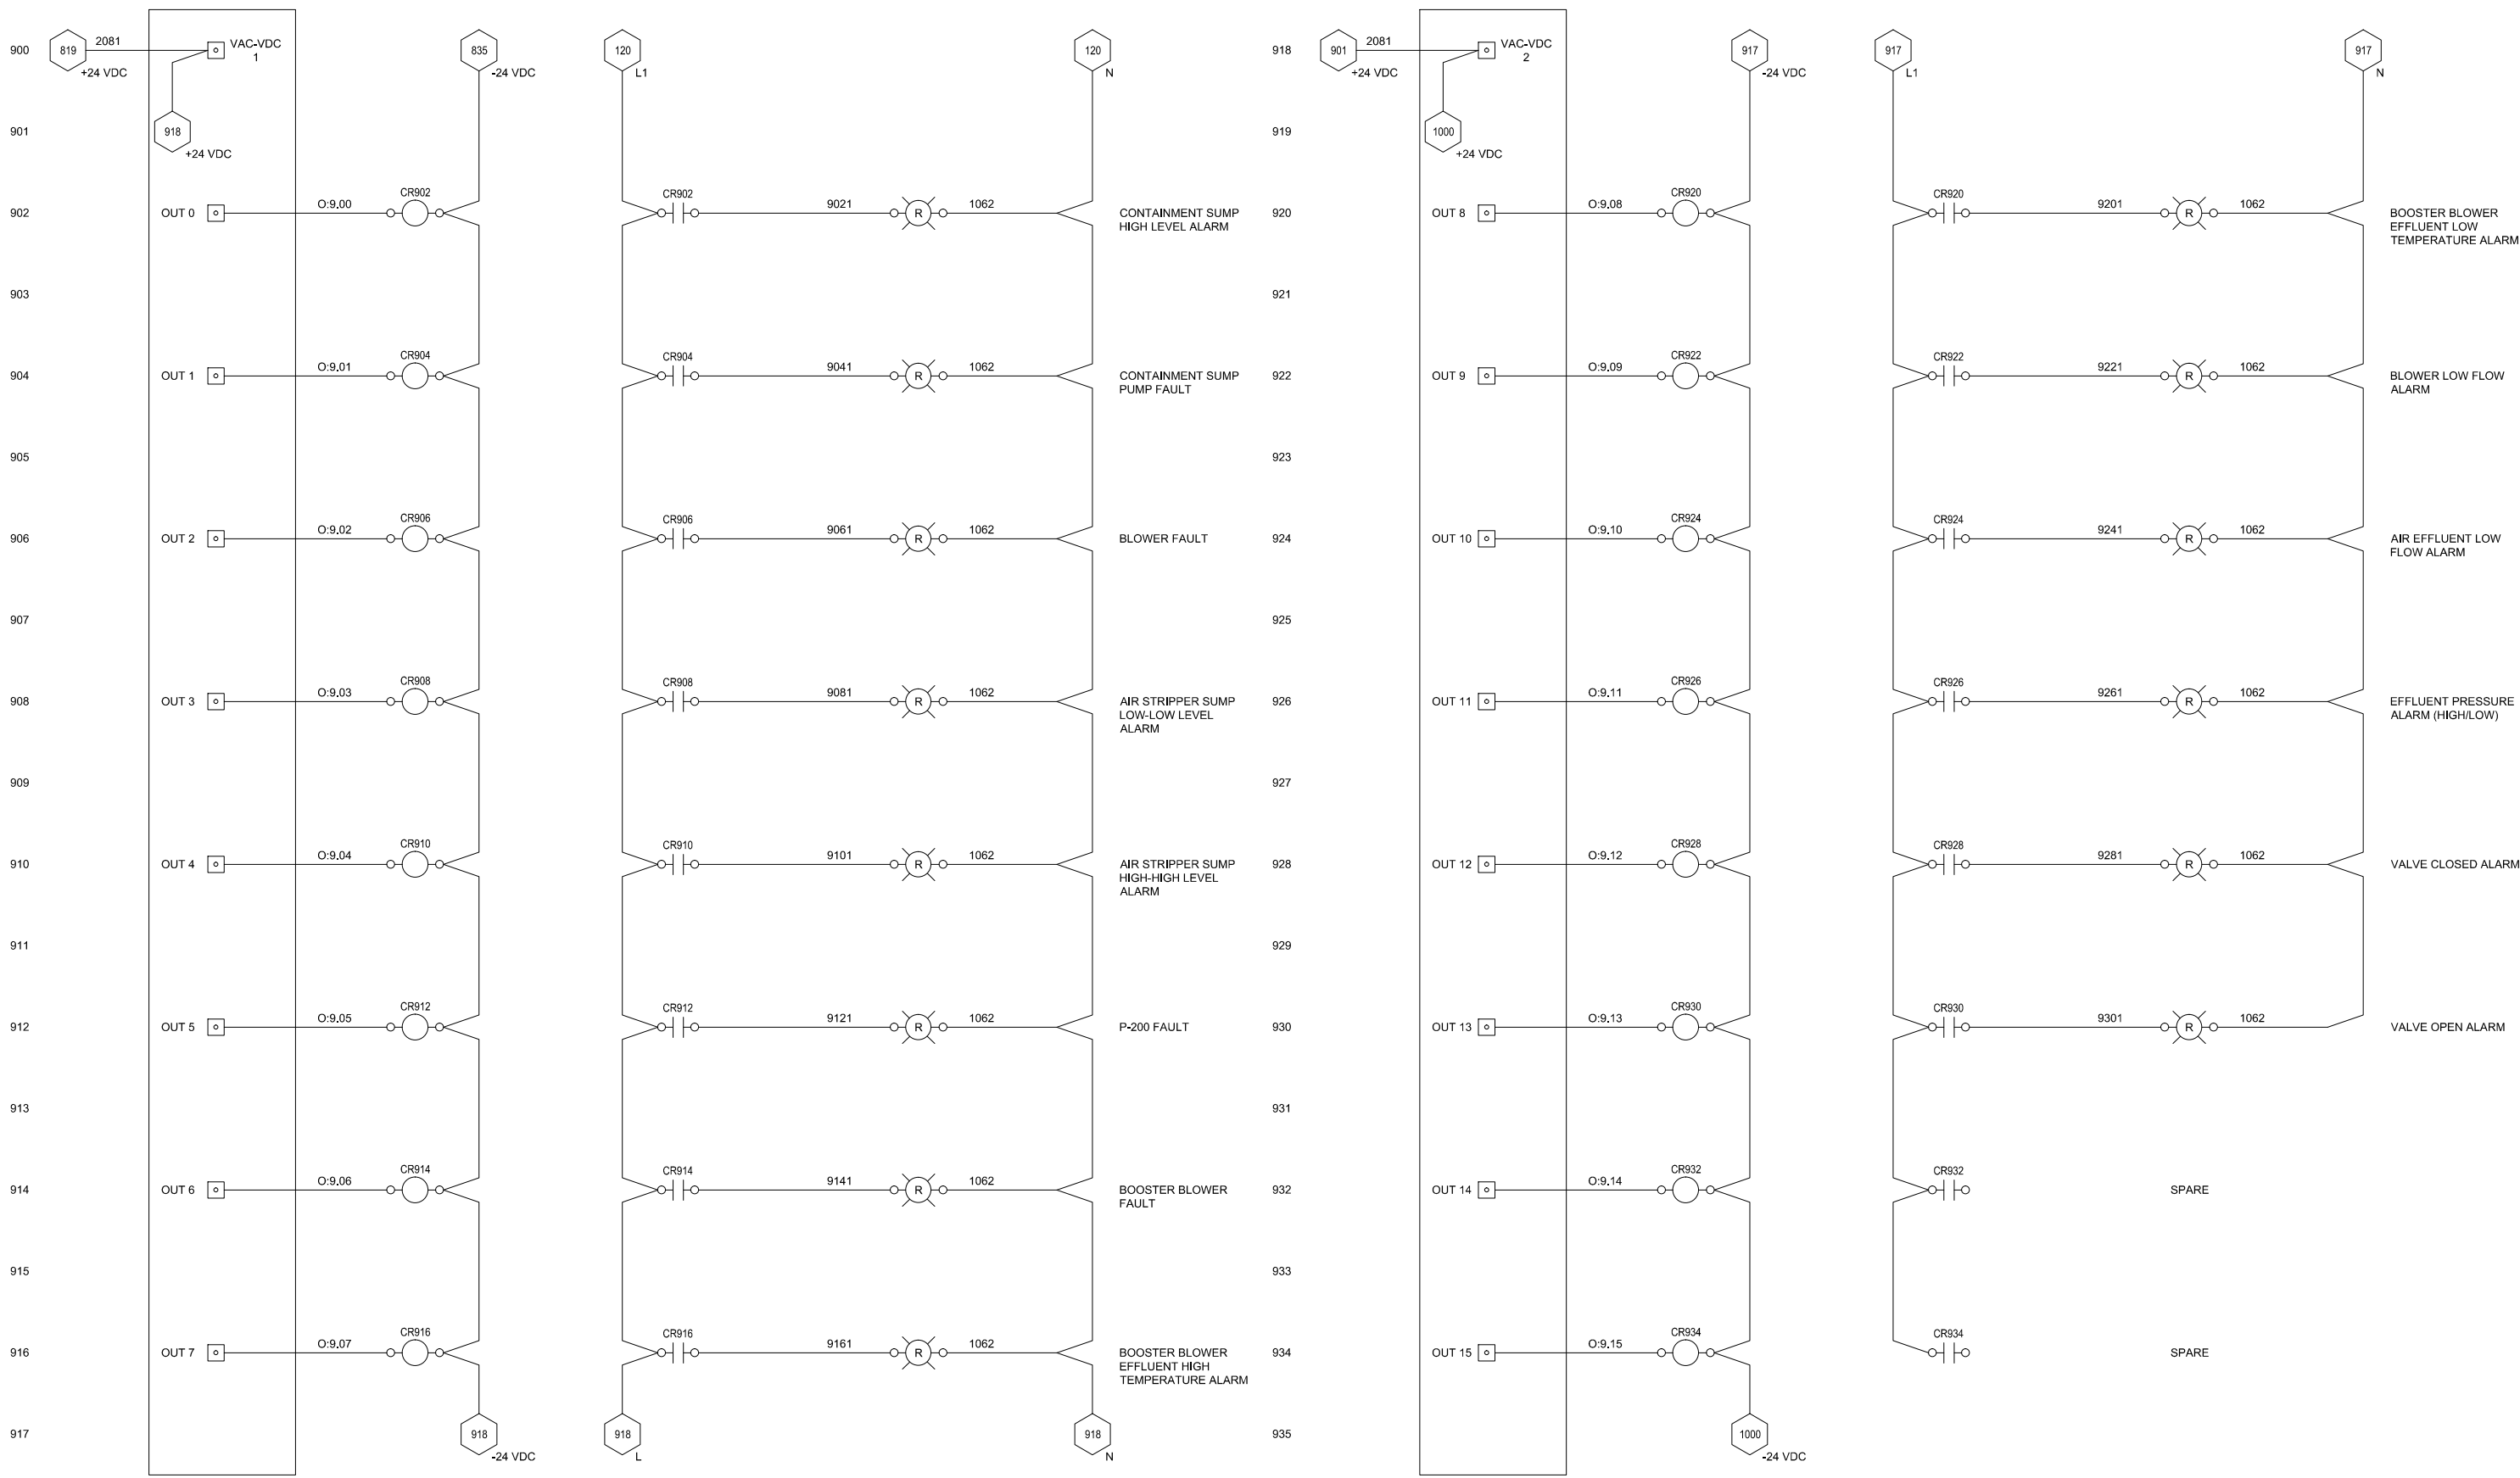 900
819
2081
+24 VDC
VAC-VDC
1
835
-24 VDC
120
L1
120
N
901
918
+24 VDC
902
OUT 0
O:9.00
CR902
CR902
9021
R
1062
CONTAINMENT SUMP
HIGH LEVEL ALARM
903
904
OUT 1
O:9.01
CR904
CR904
9041
R
1062
CONTAINMENT SUMP
PUMP FAULT
905
906
OUT 2
O:9.02
CR906
CR906
9061
R
1062
BLOWER FAULT
907
908
OUT 3
O:9.03
CR908
CR908
9081
R
1062
AIR STRIPPER SUMP
LOW-LOW LEVEL
ALARM
909
910
OUT 4
O:9.04
CR910
CR910
9101
R
1062
AIR STRIPPER SUMP
HIGH-HIGH LEVEL
ALARM
911
912
OUT 5
O:9.05
CR912
CR912
9121
R
1062
P-200 FAULT
913
914
OUT 6
O:9.06
CR914
CR914
9141
R
1062
BOOSTER BLOWER
FAULT
915
916
OUT 7
O:9.07
CR916
CR916
9161
R
1062
BOOSTER BLOWER
EFFLUENT HIGH
TEMPERATURE ALARM
917
918
-24 VDC
918
L
918
N
918
901
2081
+24 VDC
VAC-VDC
2
917
-24 VDC
917
L1
917
N
919
1000
+24 VDC
920
OUT 8
O:9.08
CR920
CR920
9201
R
1062
BOOSTER BLOWER
EFFLUENT LOW
TEMPERATURE ALARM
921
922
OUT 9
O:9.09
CR922
CR922
9221
R
1062
BLOWER LOW FLOW
ALARM
923
924
OUT 10
O:9.10
CR924
CR924
9241
R
1062
AIR EFFLUENT LOW
FLOW ALARM
925
926
OUT 11
O:9.11
CR926
CR926
9261
R
1062
EFFLUENT PRESSURE
ALARM (HIGH/LOW)
927
928
OUT 12
O:9.12
CR928
CR928
9281
R
1062
VALVE CLOSED ALARM
929
930
OUT 13
O:9.13
CR930
CR930
9301
R
1062
VALVE OPEN ALARM
931
932
OUT 14
O:9.14
CR932
CR932
SPARE
933
934
OUT 15
O:9.15
CR934
CR934
SPARE
935
1000
-24 VDC